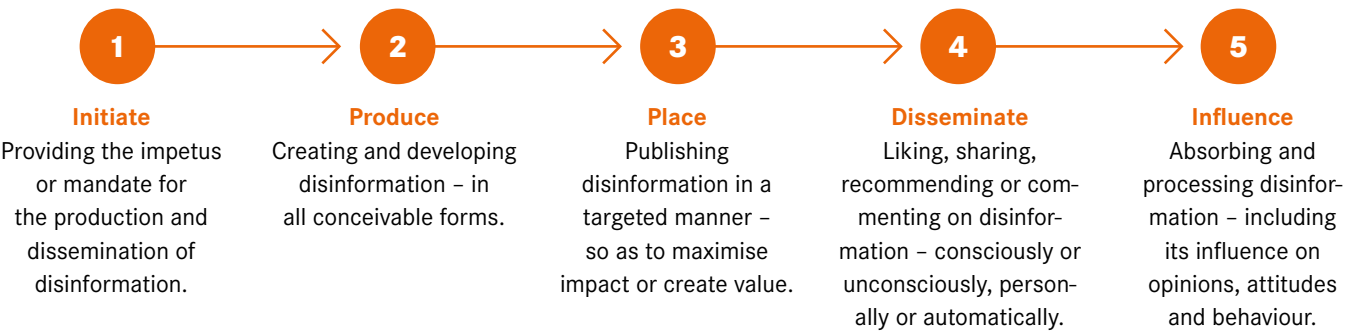 1
2
3
4
5
Initiate
Providing the impetus
or mandate for
the production and
dissemination of
disinformation.
Produce
Creating and developing
disinformation – in
all conceivable forms.
Place
Publishing
disinformation in a
targeted manner –
so as to maximise
impact or create value.
Disseminate
Liking, sharing,
recommending or com-
menting on disinfor-
mation – consciously or
unconsciously, person-
ally or automatically.
Influence
Absorbing and
processing disinfor-
mation – including
its influence on
opinions, attitudes
and behaviour.